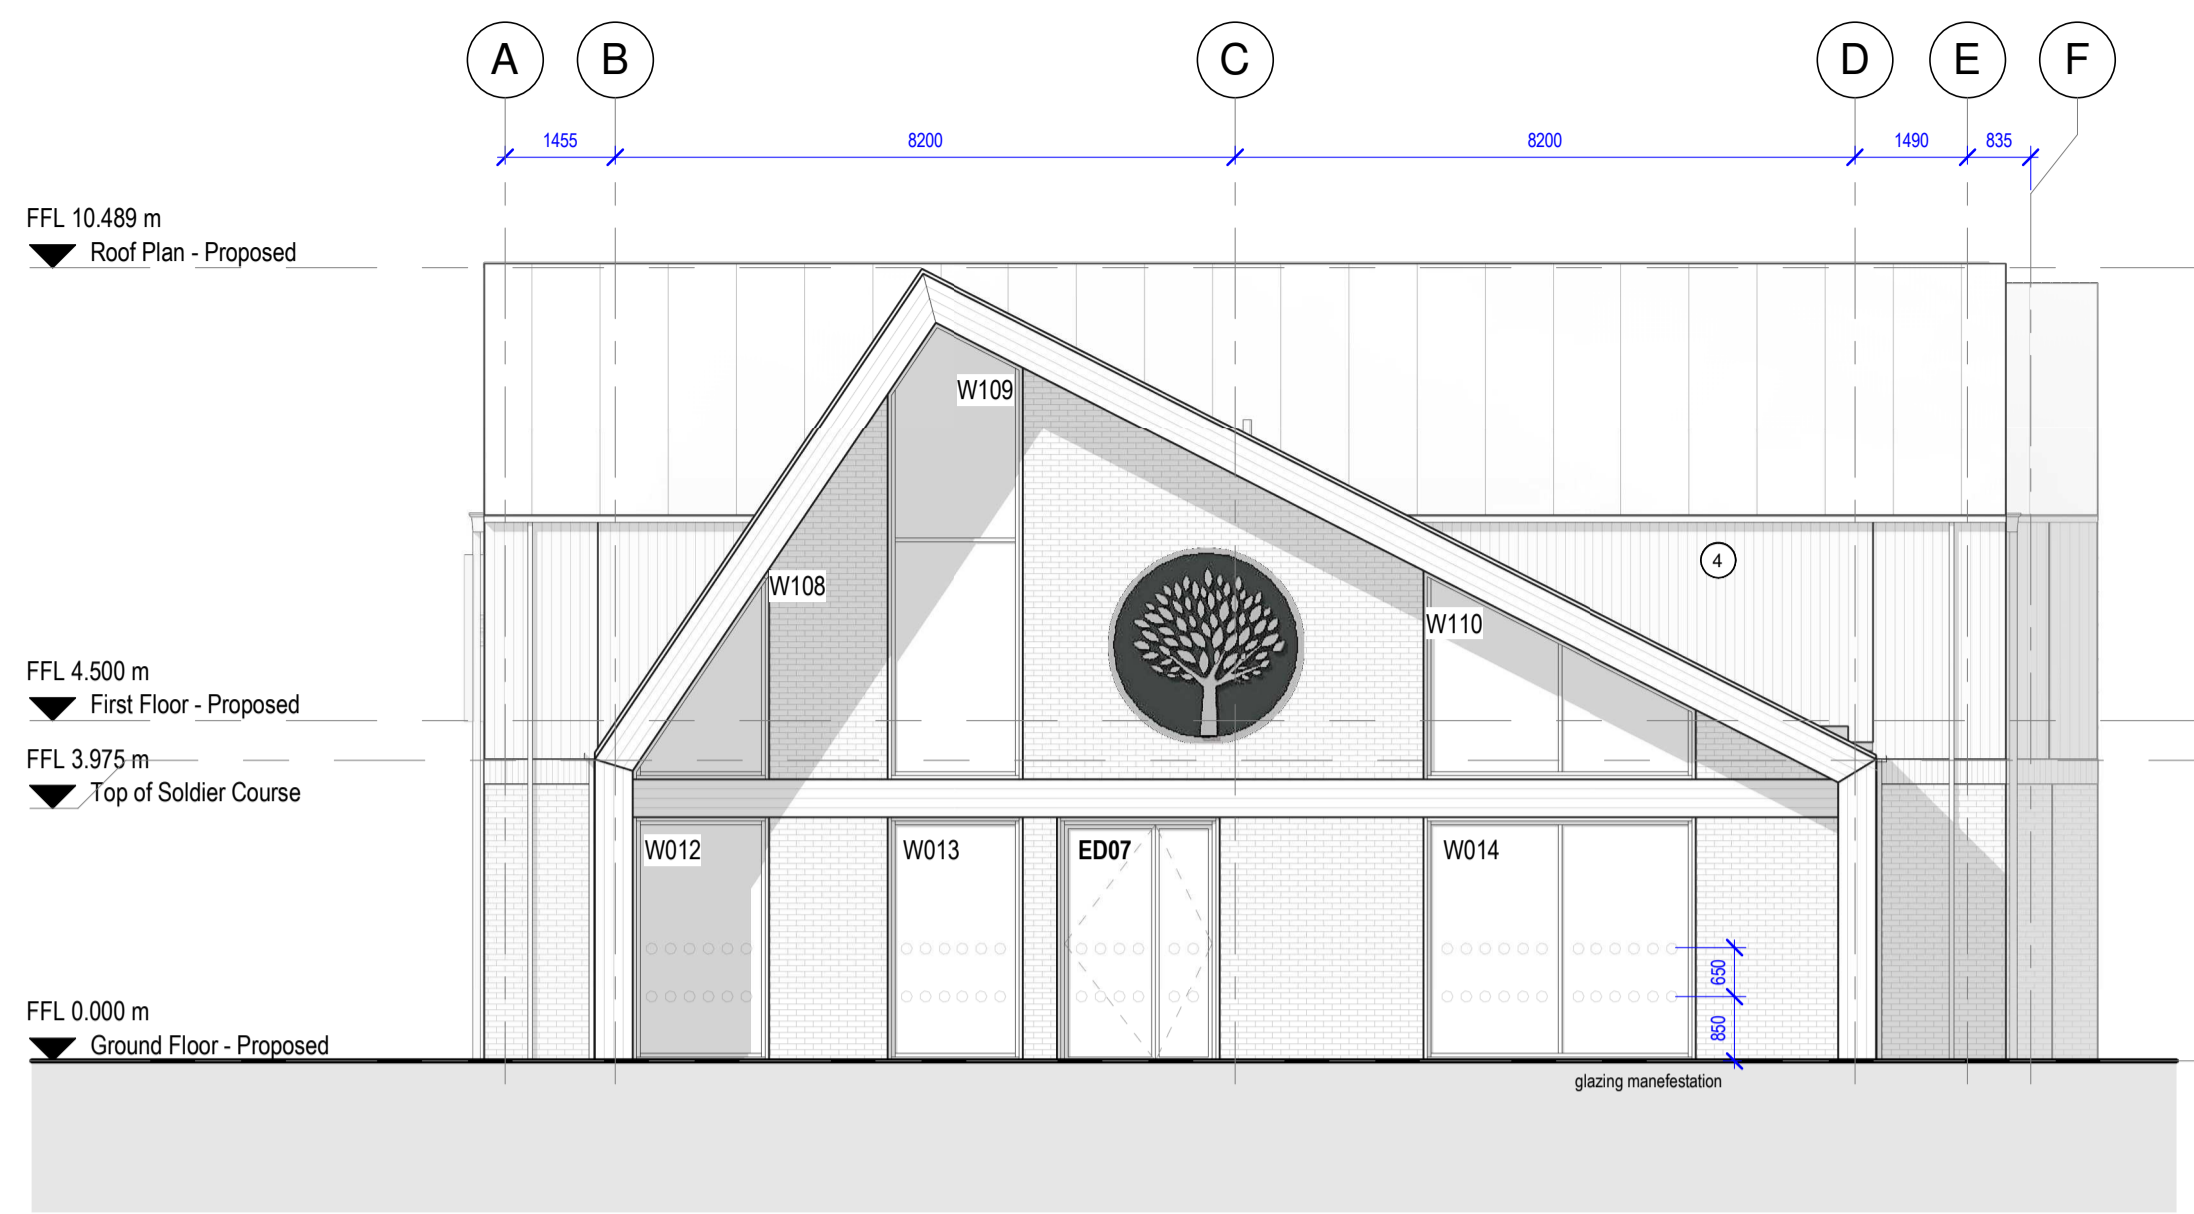 A B C D E F
1455 8200 8200 1490 835
FFL 10.489 m
Roof Plan - Proposed
W109
4
W108
W110
FFL 4.500 m
First Floor - Proposed
FFL 3.975 m
Top of Soldier Course
W012 W013 ED07 W014
650
850
FFL 0.000 m
Ground Floor - Proposed
glazing manefestation